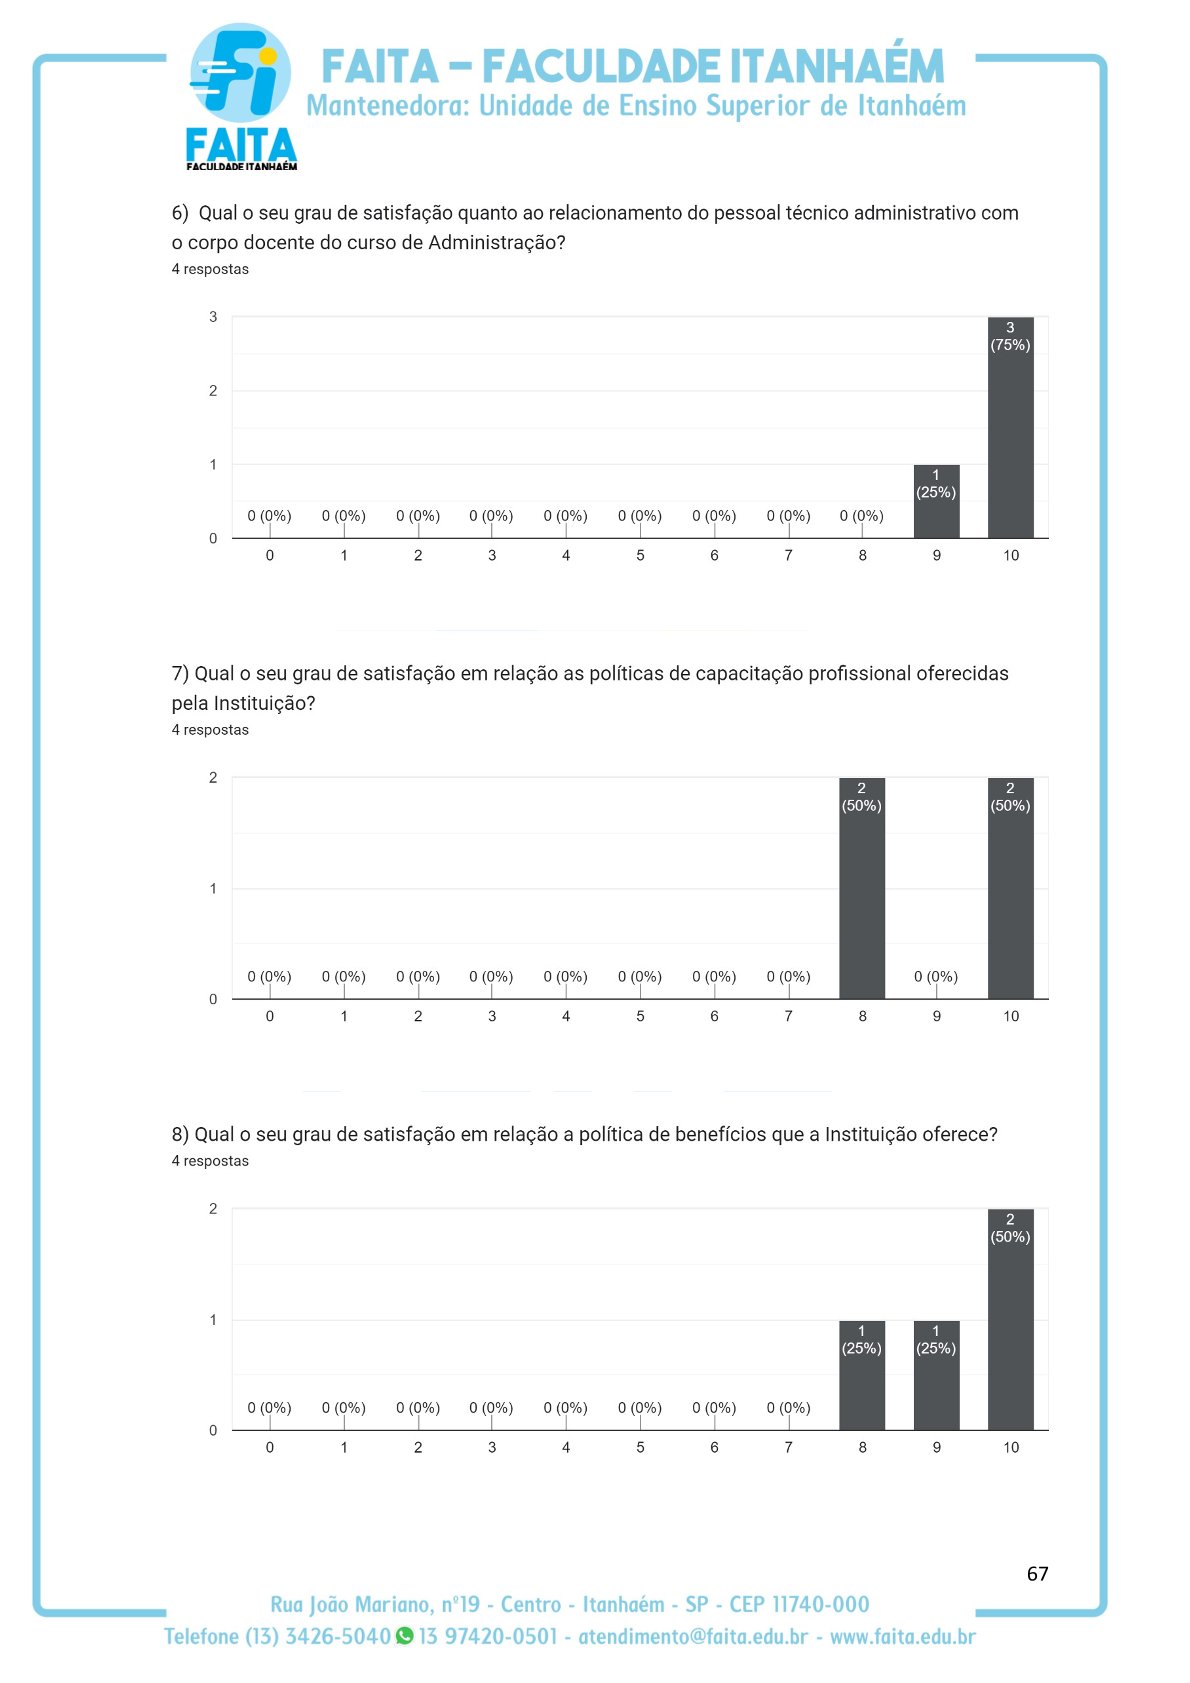 FAITA – FACULDADE ITANHAÉM
Mantenedora: Unidade de Ensino Superior de Itanhaém
Fi
FAITA
FACULDADE ITANHAÉM
6)  Qual o seu grau de satisfação quanto ao relacionamento do pessoal técnico administrativo com
o corpo docente do curso de Administração?
4 respostas
3
3
(75%)
2
1
1
(25%)
0 (0%) 0 (0%) 0 (0%) 0 (0%) 0 (0%) 0 (0%) 0 (0%) 0 (0%) 0 (0%)
0
0 1 2 3 4 5 6 7 8 9 10
7) Qual o seu grau de satisfação em relação as políticas de capacitação profissional oferecidas
pela Instituição?
4 respostas
2
2 2
(50%) (50%)
1
0 (0%) 0 (0%) 0 (0%) 0 (0%) 0 (0%) 0 (0%) 0 (0%) 0 (0%) 0 (0%)
0
0 1 2 3 4 5 6 7 8 9 10
8) Qual o seu grau de satisfação em relação a política de benefícios que a Instituição oferece?
4 respostas
2
2
(50%)
1
1 1
(25%) (25%)
0 (0%) 0 (0%) 0 (0%) 0 (0%) 0 (0%) 0 (0%) 0 (0%) 0 (0%)
0
0 1 2 3 4 5 6 7 8 9 10
67
Rua João Mariano, nº19 - Centro - Itanhaém - SP - CEP 11740-000
Telefone (13) 3426-5040 13 97420-0501 - atendimento@faita.edu.br - www.faita.edu.br